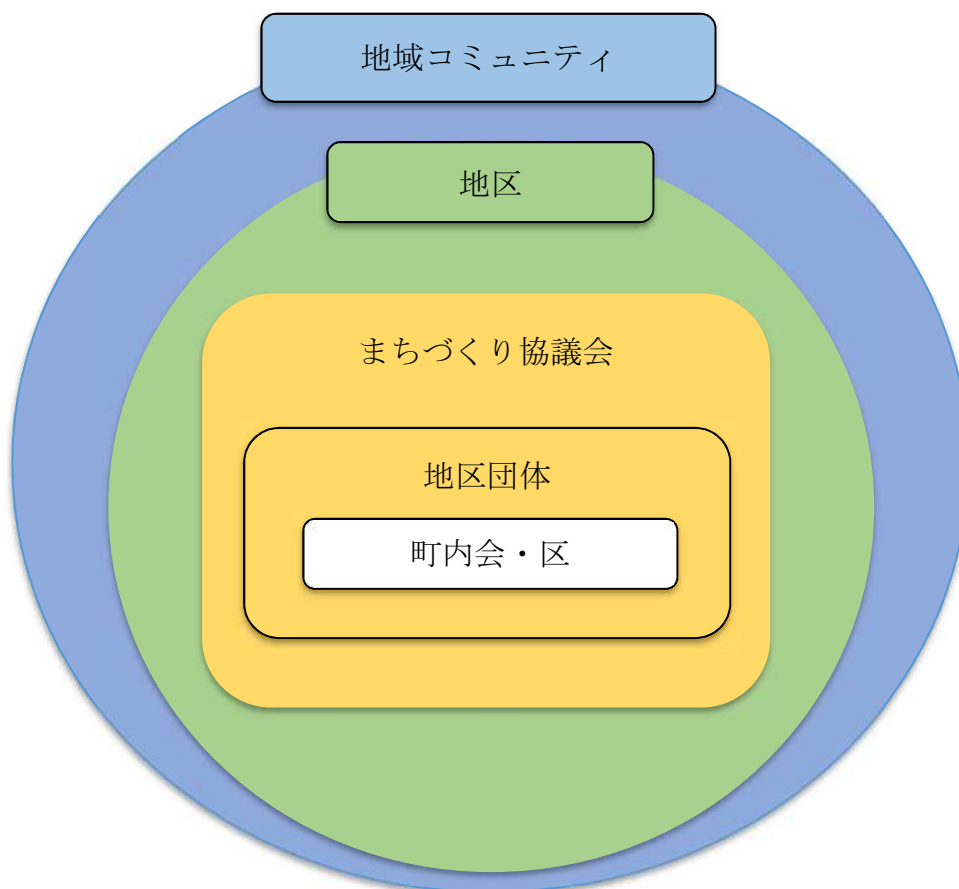 地域コミュニティ
地区
まちづくり協議会
地区団体
町内会・区